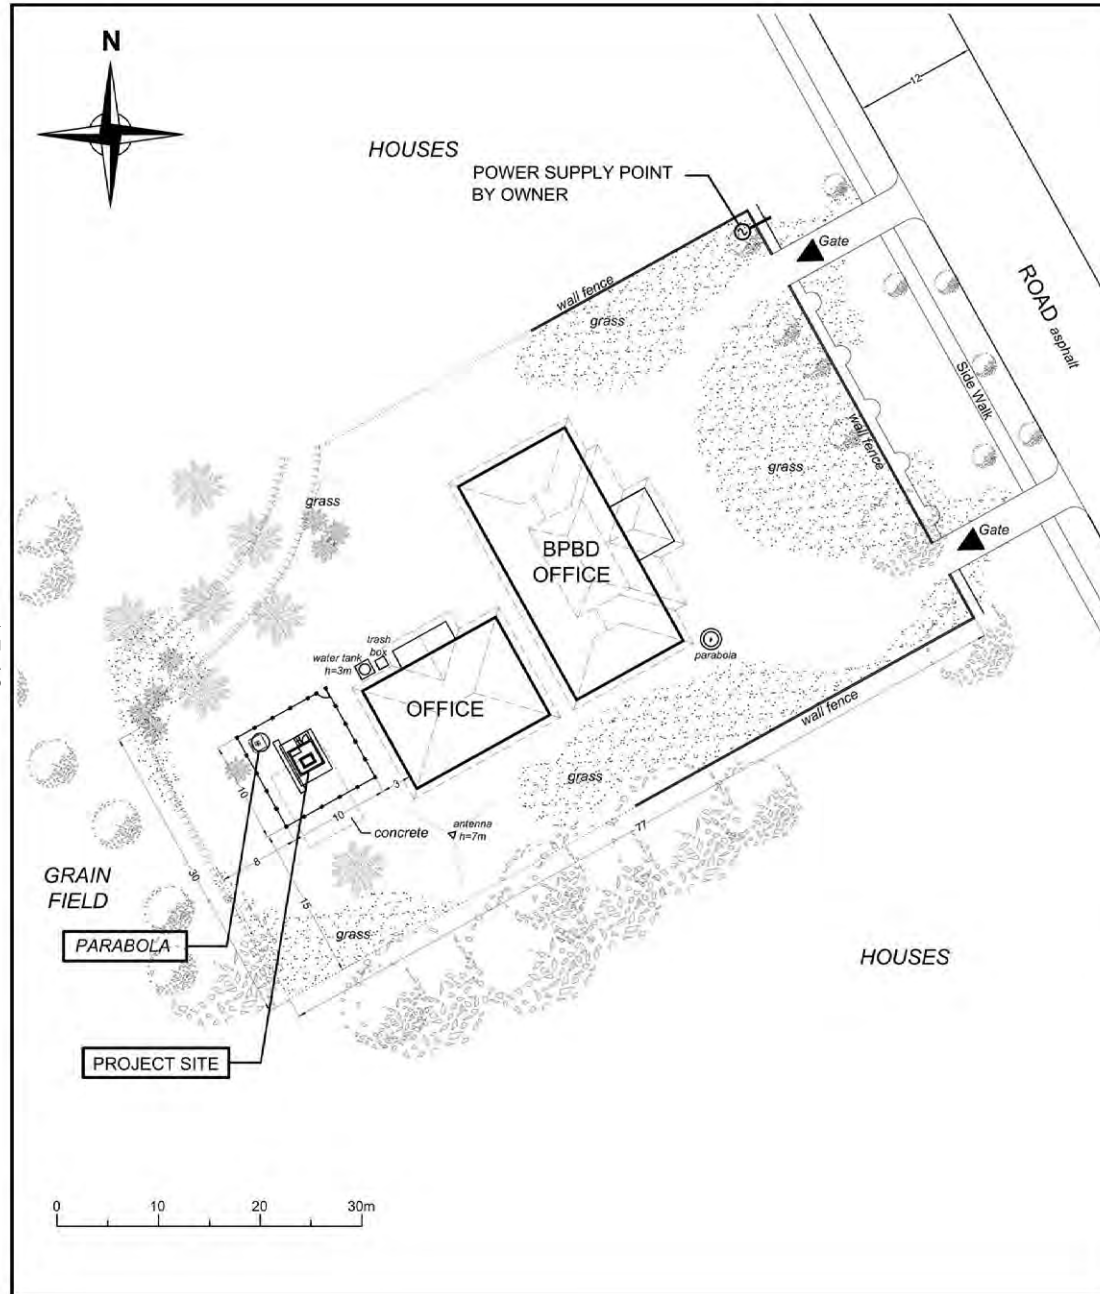 N
HOUSES
POWER SUPPLY POINT
BY OWNER
12
Gate
ROAD asphalt
wall fence
grass
Side Walk
wall fence
grass
grass
Gate
BPBD
OFFICE
trash
box
water tank
h=3m
parabola
OFFICE
wall fence
grass
3
10
10
antenna
h=7m
concrete
77
8
30
15
GRAIN
FIELD
PARABOLA
grass
HOUSES
PROJECT SITE
0 10 20 30m